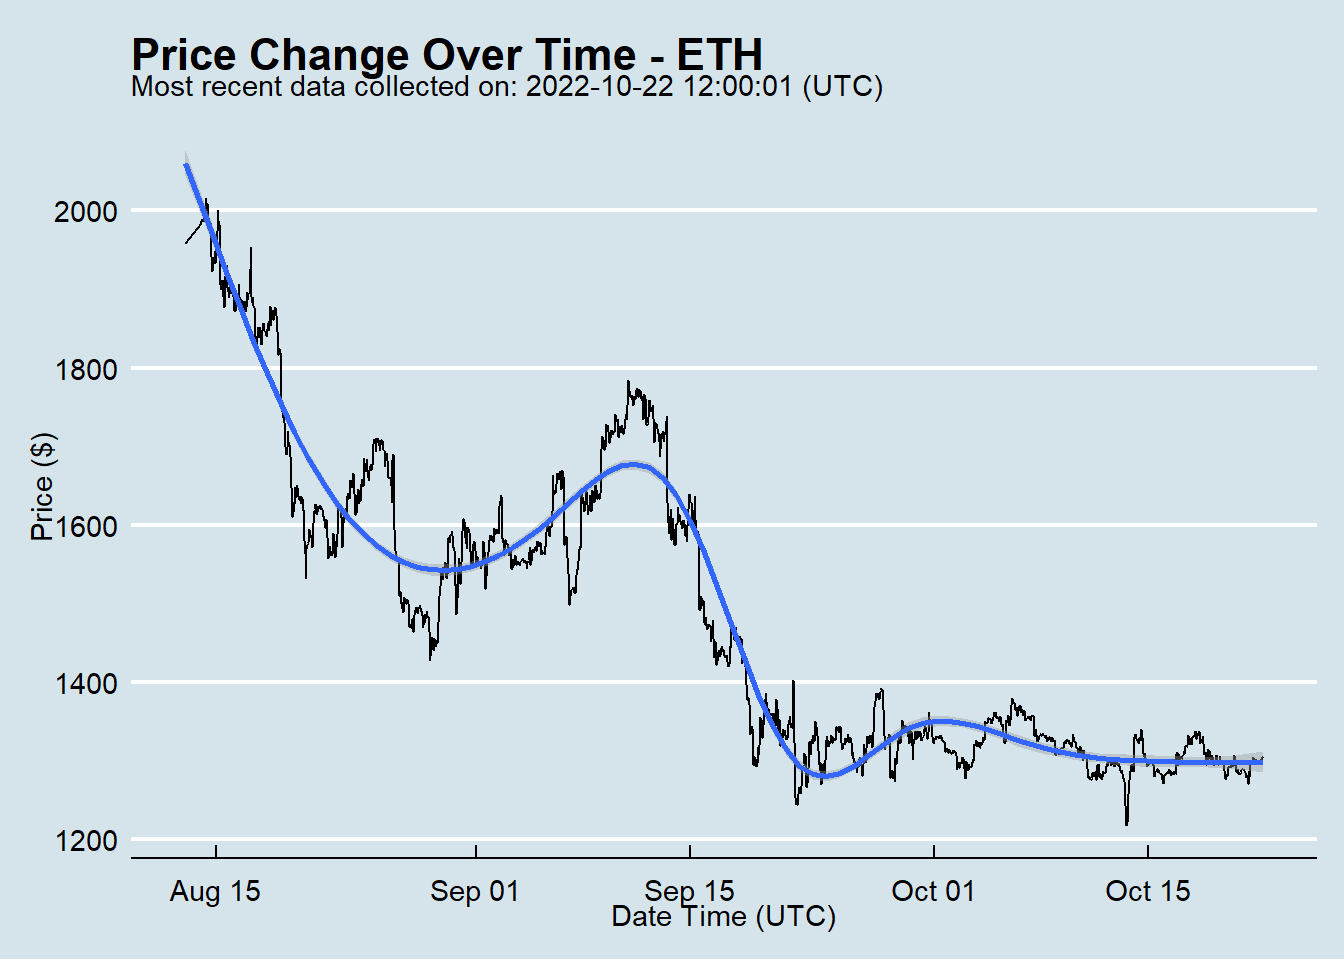 Price Change Over Time - ETH
Most recent data collected on: 2022-10-22 12:00:01 (UTC)
Price ($)
2000
1800
1600
1400
1200
Aug 15
Sep 01
Sep 15
Oct 01
Oct 15
Date Time (UTC)